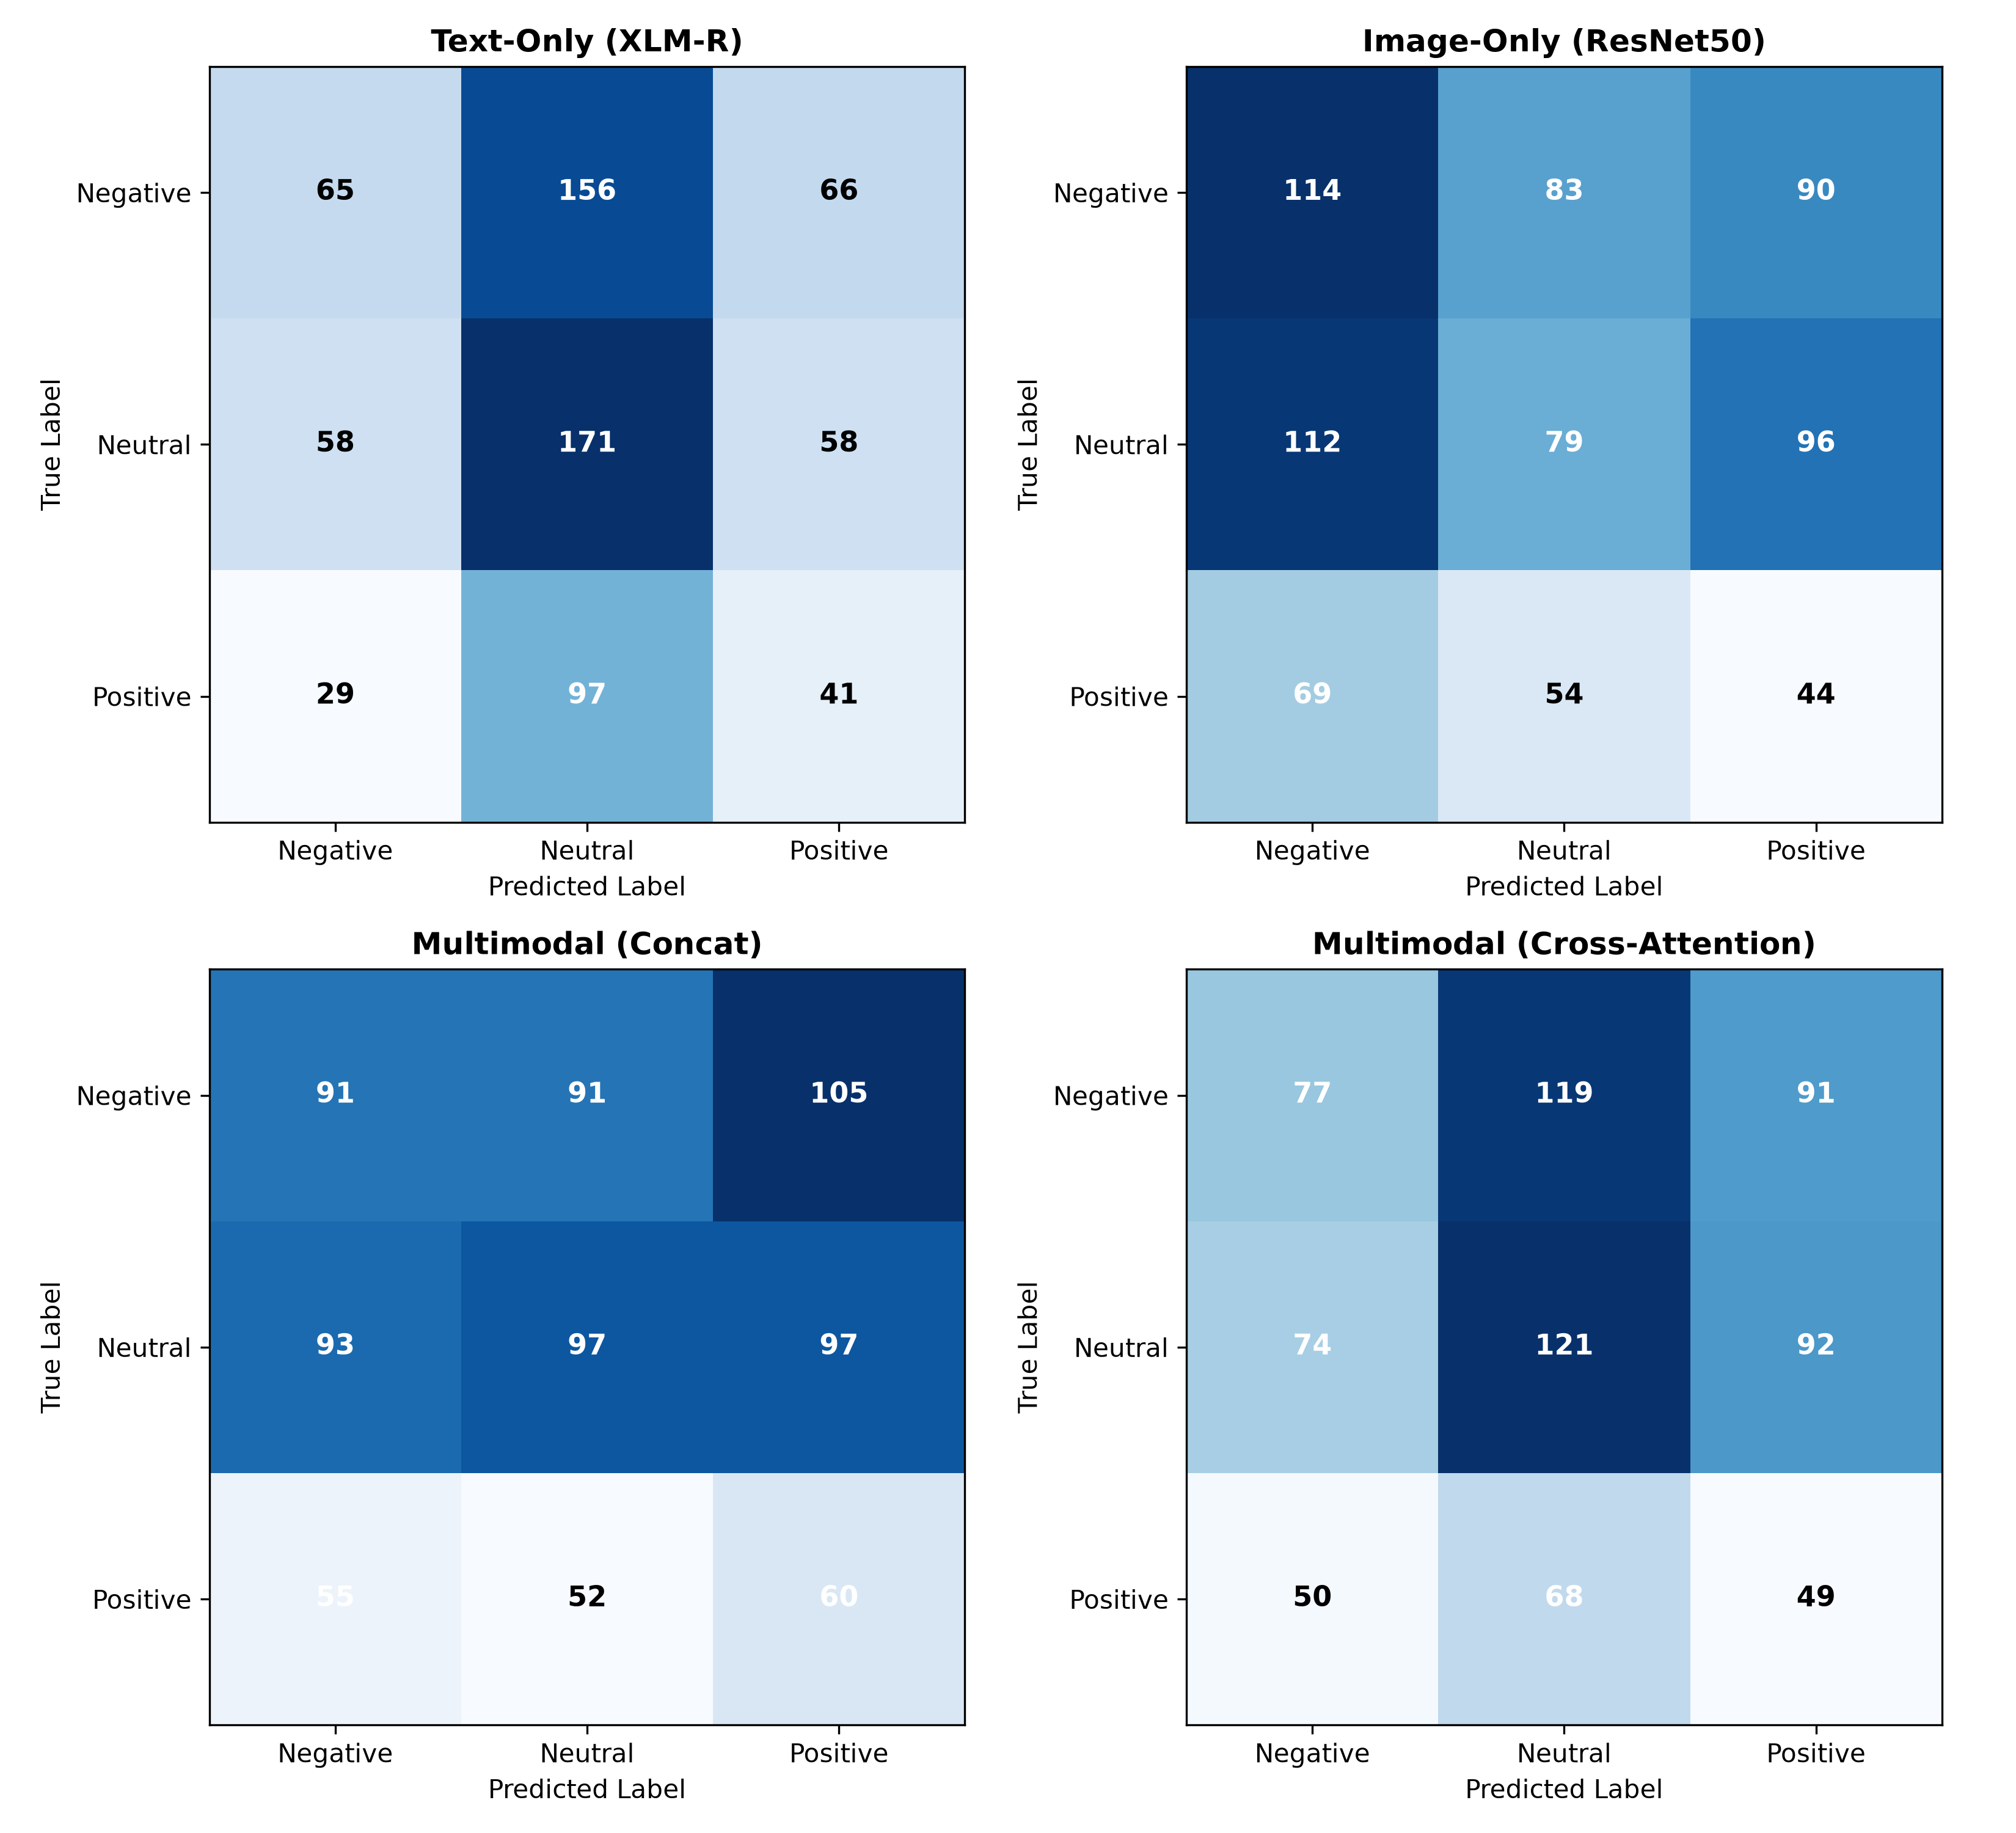 Text-Only (XLM-R)
Negative 65 156 66
Neutral 58 171 58
Positive 29 97 41
True Label
Negative Neutral Positive
Predicted Label
Image-Only (ResNet50)
Negative 114 83 90
Neutral 112 79 96
Positive 69 54 44
True Label
Negative Neutral Positive
Predicted Label
Multimodal (Concat)
Negative 91 91 105
Neutral 93 97 97
Positive 55 52 60
True Label
Negative Neutral Positive
Predicted Label
Multimodal (Cross-Attention)
Negative 77 119 91
Neutral 74 121 92
Positive 50 68 49
True Label
Negative Neutral Positive
Predicted Label